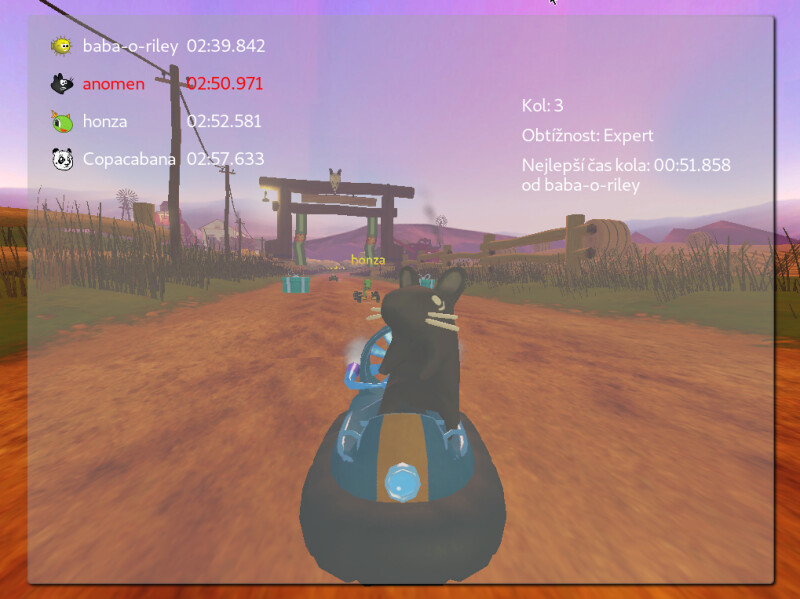 baba-o-riley 02:39.842
anomen 02:50.971
honza 02:52.581
Copacabana 02:57.633
Kol: 3
Obtížnost: Expert
Nejlepší čas kola: 00:51.858
od baba-o-riley
honza